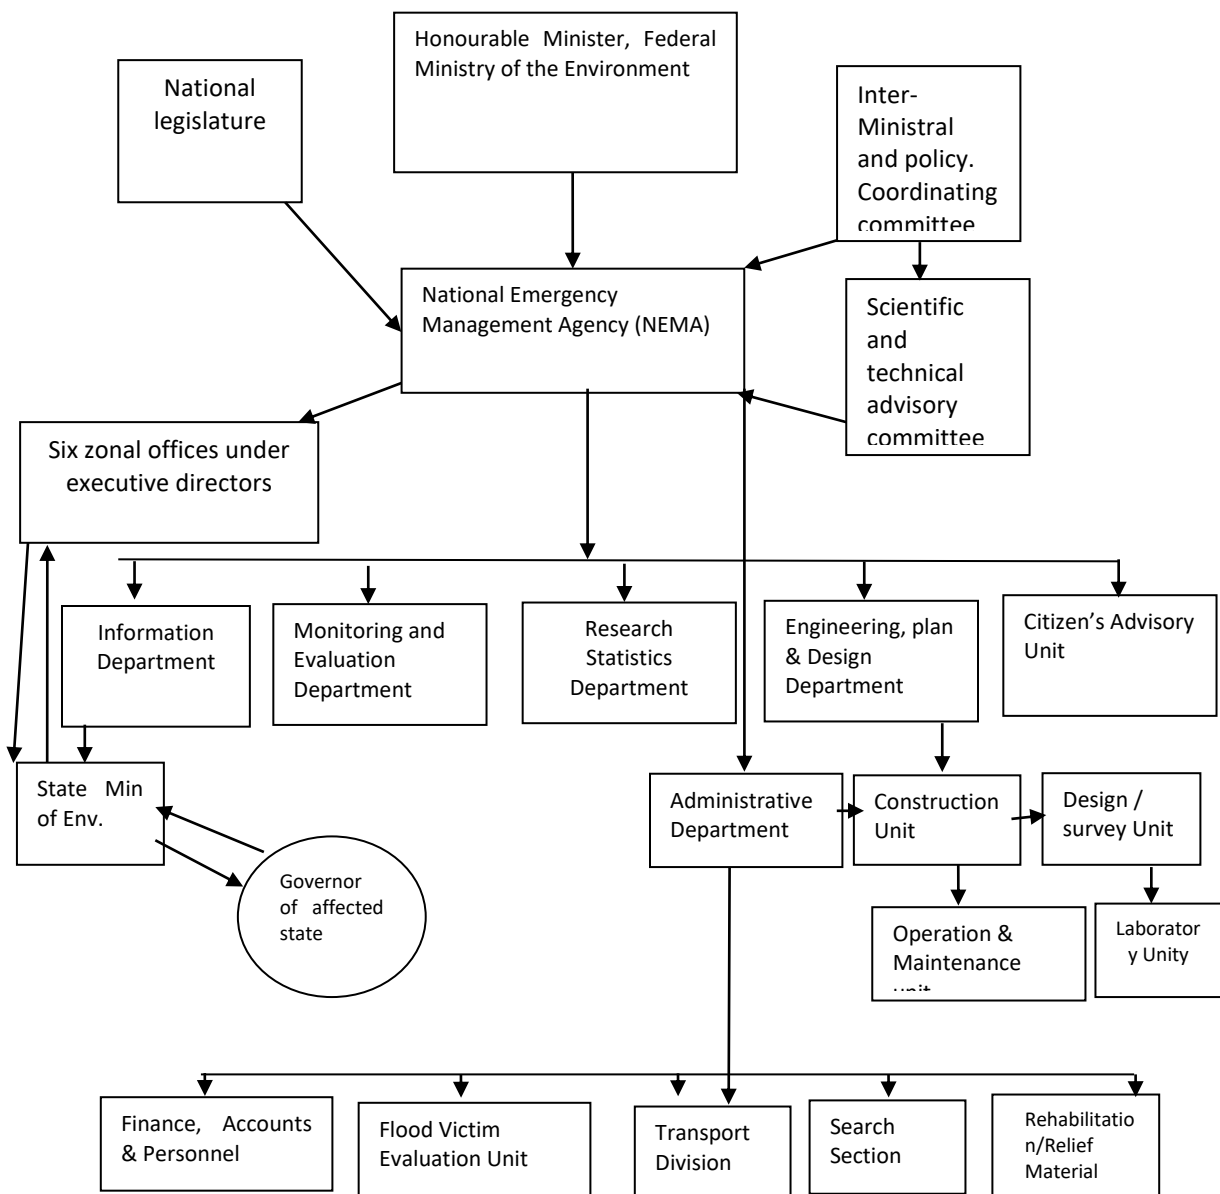 Honourable Minister, Federal
Ministry of the Environment
National
legislature
Inter-
Ministral
and policy.
Coordinating
committee
National Emergency
Management Agency (NEMA)
Scientific
and
technical
advisory
committee
Six zonal offices under
executive directors
Information
Department
Monitoring and
Evaluation
Department
Research
Statistics
Department
Engineering, plan
& Design
Department
Citizen’s Advisory
Unit
State Min
of Env.
Administrative
Department
Construction
Unit
Design /
survey Unit
Governor
of affected
state
Operation &
Maintenance
unit
Laborator
y Unity
Finance, Accounts
& Personnel
Flood Victim
Evaluation Unit
Transport
Division
Search
Section
Rehabilitatio
n/Relief
Material